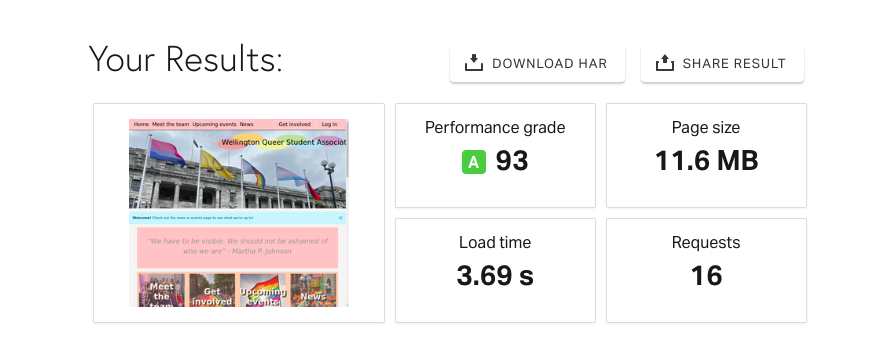 Your Results:
DOWNLOAD HAR
SHARE RESULT
Home Meet the team Upcoming events News Get Involved Log in
Wellington Queer Student Associat
Welcome! Check out the news or events page to see what we're up to!
"We have to be visible. We should not be ashamed of
who we are" - Martha P. Johnson
Meet
the
team
Get
involved
Upcoming
events
News
Performance grade
A 93
Page size
11.6 MB
Load time
3.69 s
Requests
16